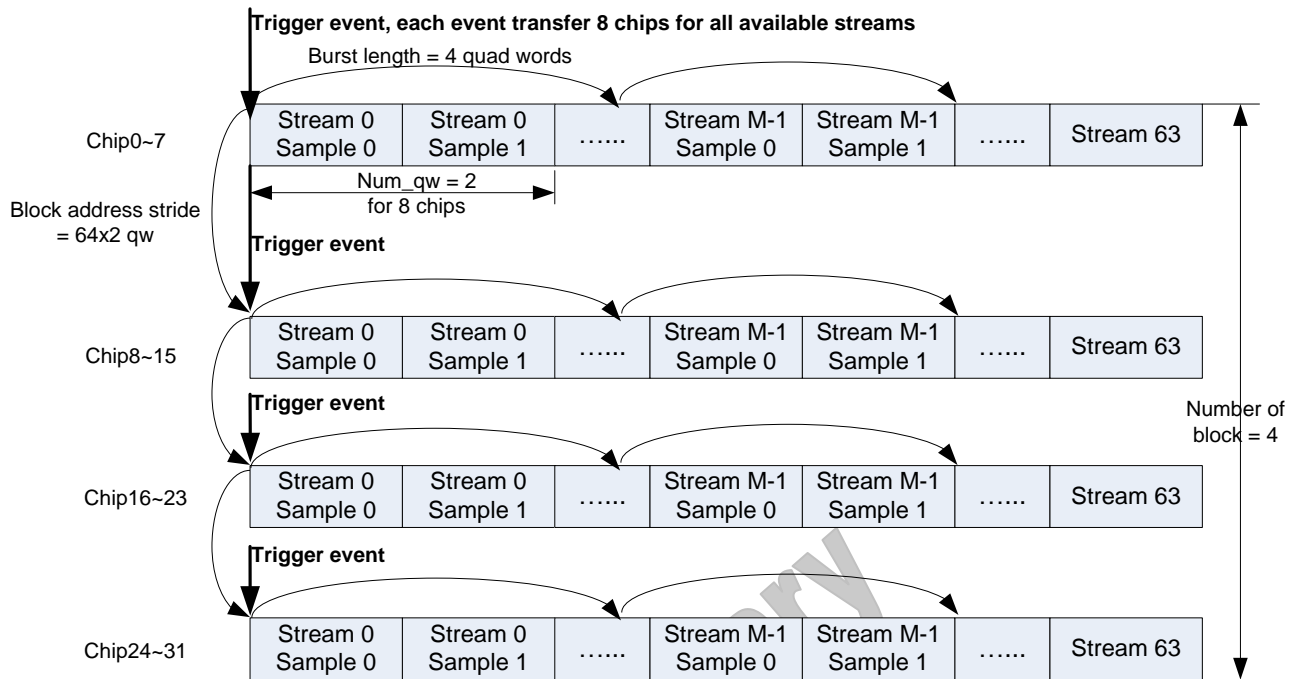 Trigger event, each event transfer 8 chips for all available streams
Burst length = 4 quad words
Chip0~7
Stream 0
Sample 0
Stream 0
Sample 1
…...
Stream M-1
Sample 0
Stream M-1
Sample 1
…...
Stream 63
Num_qw = 2
for 8 chips
Block address stride
= 64x2 qw
Trigger event
Chip8~15
Stream 0
Sample 0
Stream 0
Sample 1
…...
Stream M-1
Sample 0
Stream M-1
Sample 1
…...
Stream 63
Trigger event
Number of
block = 4
Chip16~23
Stream 0
Sample 0
Stream 0
Sample 1
…...
Stream M-1
Sample 0
Stream M-1
Sample 1
…...
Stream 63
Trigger event
Chip24~31
Stream 0
Sample 0
Stream 0
Sample 1
…...
Stream M-1
Sample 0
Stream M-1
Sample 1
…...
Stream 63